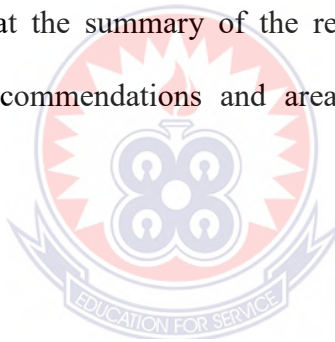 at the summary of the re
commendations and area
EDUCATION FOR SERVICE